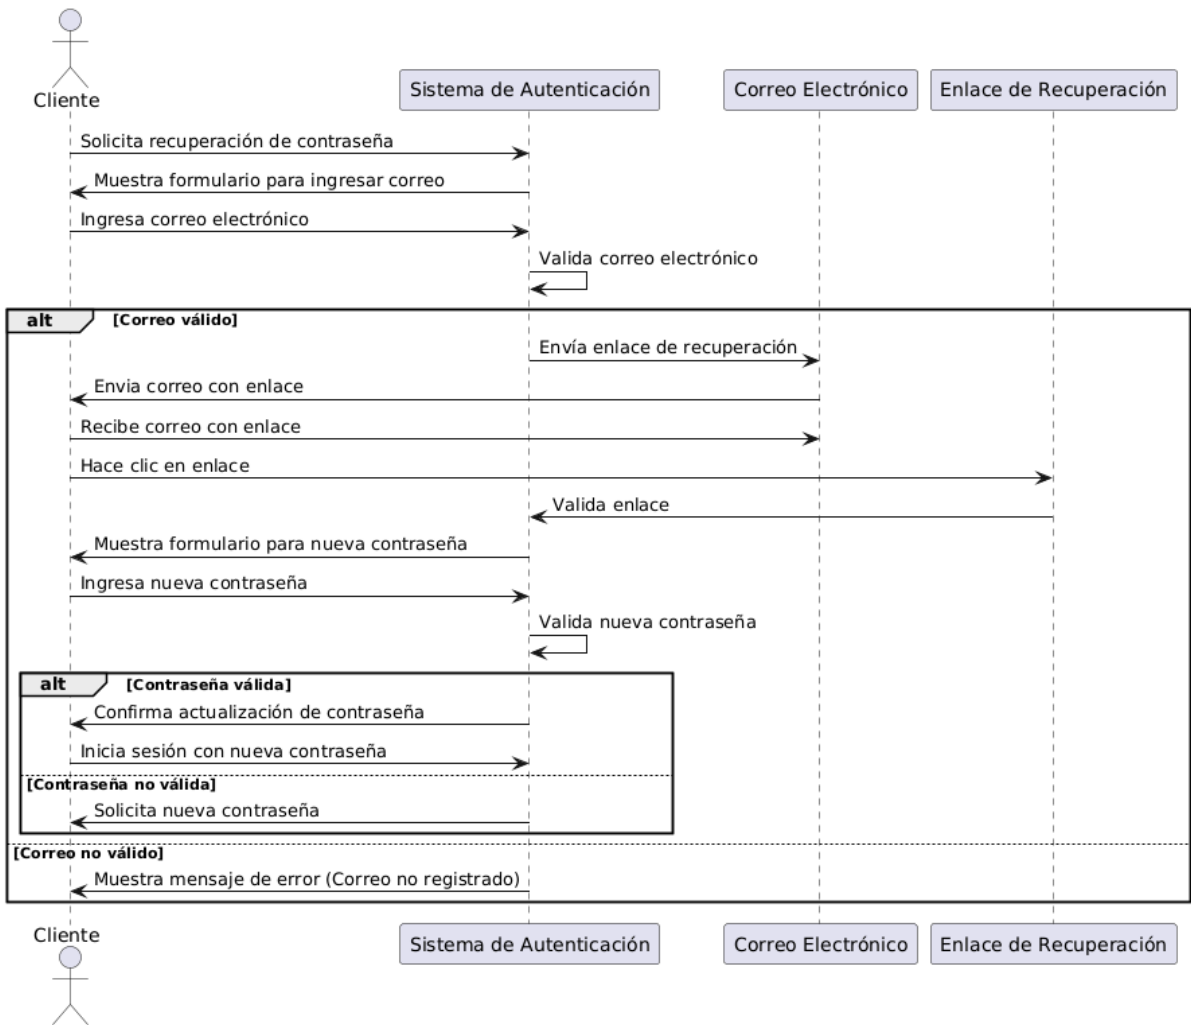 Cliente
Sistema de Autenticación
Correo Electrónico
Enlace de Recuperación
Solicita recuperación de contraseña
Muestra formulario para ingresar correo
Ingresa correo electrónico
Valida correo electrónico
alt
[Correo válido]
Envía enlace de recuperación
Envia correo con enlace
Recibe correo con enlace
Hace clic en enlace
Valida enlace
Muestra formulario para nueva contraseña
Ingresa nueva contraseña
Valida nueva contraseña
alt
[Contraseña válida]
Confirma actualización de contraseña
Inicia sesión con nueva contraseña
[Contraseña no válida]
Solicita nueva contraseña
[Correo no válido]
Muestra mensaje de error (Correo no registrado)
Cliente
Sistema de Autenticación
Correo Electrónico
Enlace de Recuperación